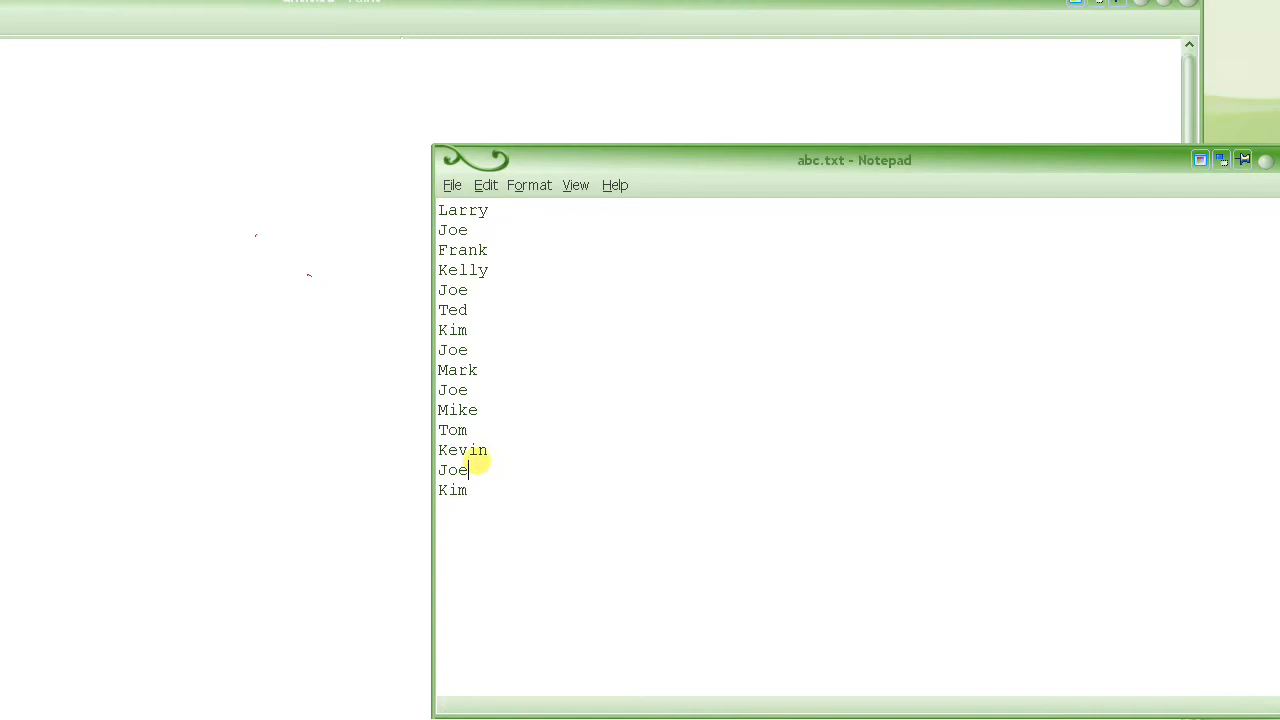 abc.txt - Notepad
File Edit Format View Help
Larry
Joe
Frank
Kelly
Joe
Ted
Kim
Joe
Mark
Joe
Mike
Tom
Kevin
Joe
Kim